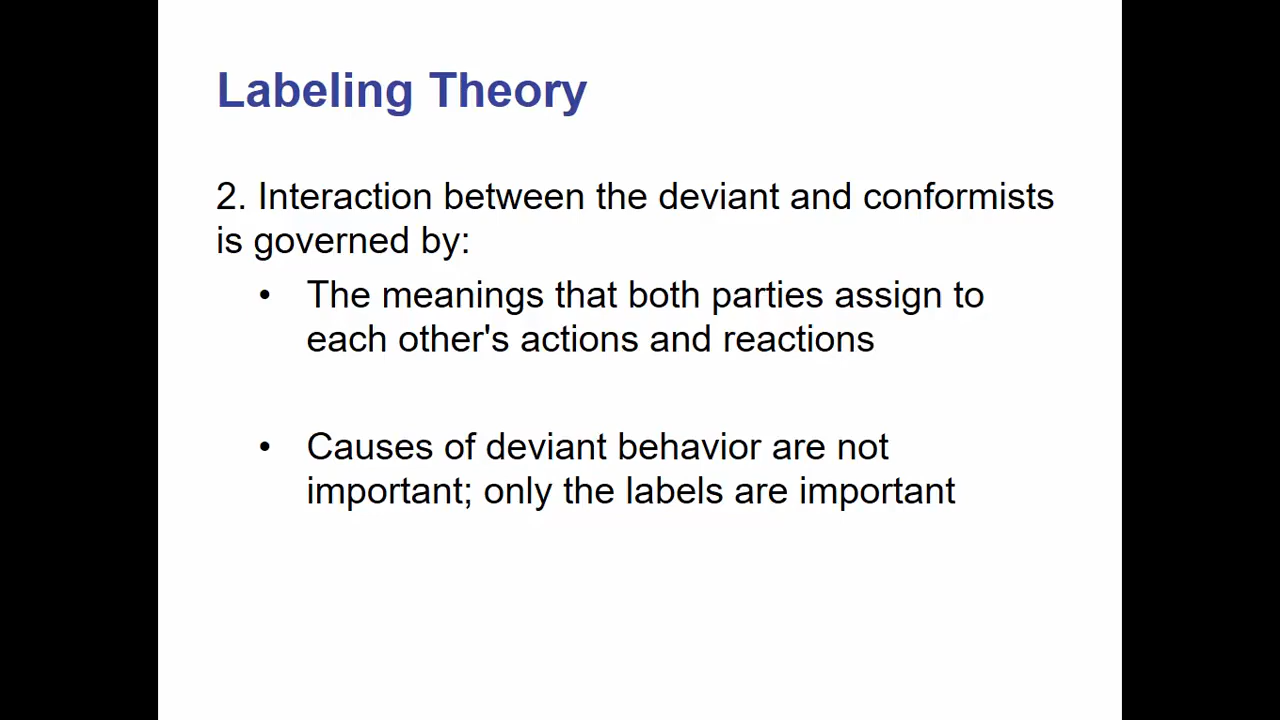 Labeling Theory
2. Interaction between the deviant and conformists
is governed by:
• The meanings that both parties assign to
each other's actions and reactions
• Causes of deviant behavior are not
important; only the labels are important